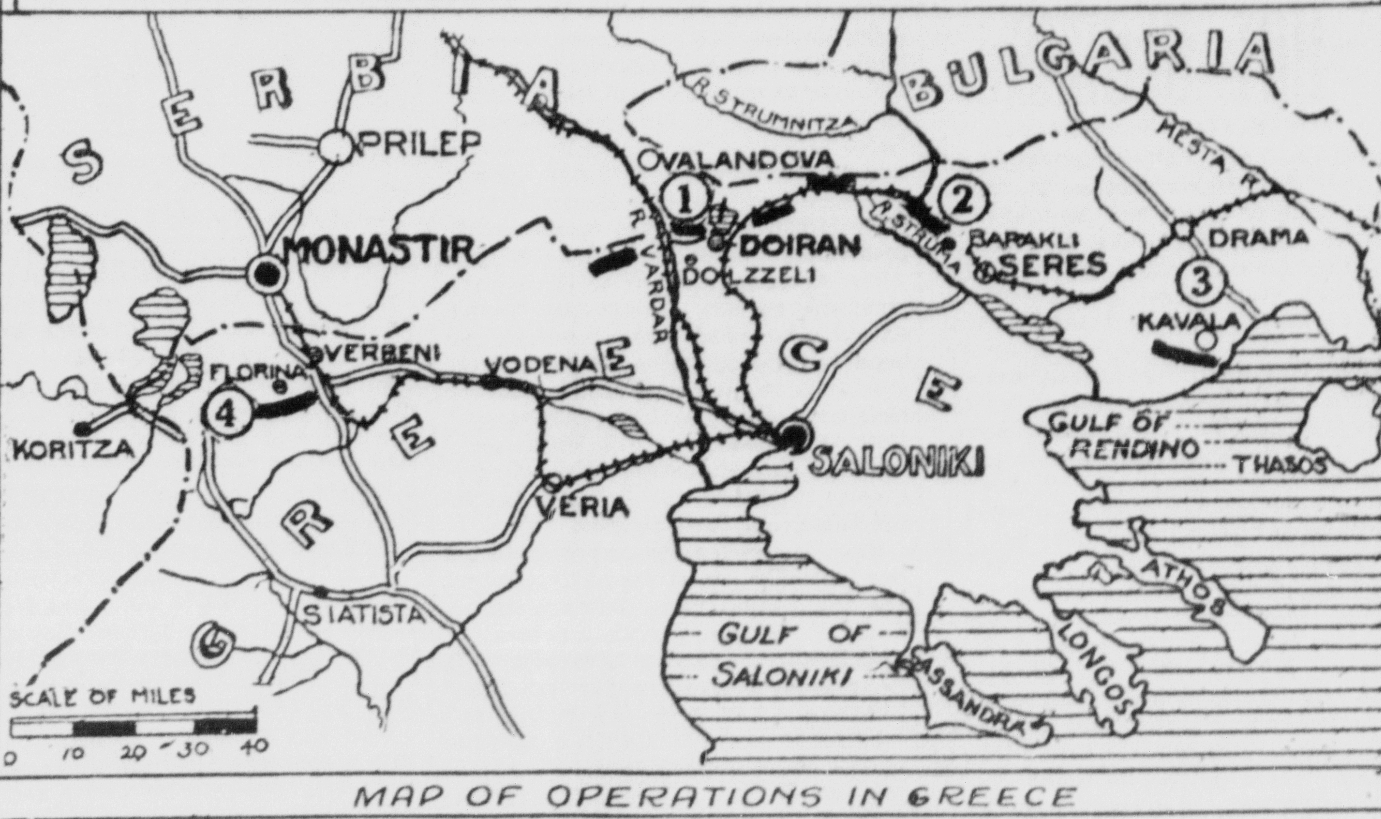 SERBIA
BULGARIA
R. STRUMNITZA
MESTA R.
PRILEP
VALANDOVA
1
2
R. STRUMA
BARAKLI
DRAMA
MONASTIR
R. VARDAR
DOIRAN
DOLZZELI
SERES
3
KAVALA
VERBENI
FLORINA
VODENA
4
KORITZA
GREECE
SALONIKI
GULF OF
RENDINO
THASOS
VERIA
ATHOS
SIATISTA
GULF OF
SALONIKI
KASSANDRA
LONGOS
SCALE OF MILES
0 10 20 30 40
MAP OF OPERATIONS IN GREECE